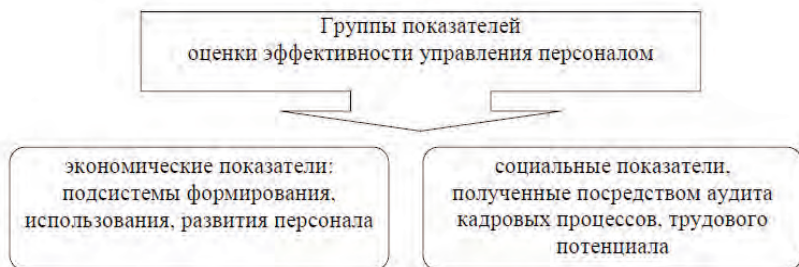 Группы показателей
оценки эффективности управления персоналом
экономические показатели:
подсистемы формирования,
использования, развития персонала
социальные показатели,
полученные посредством аудита
кадровых процессов, трудового
потенциала